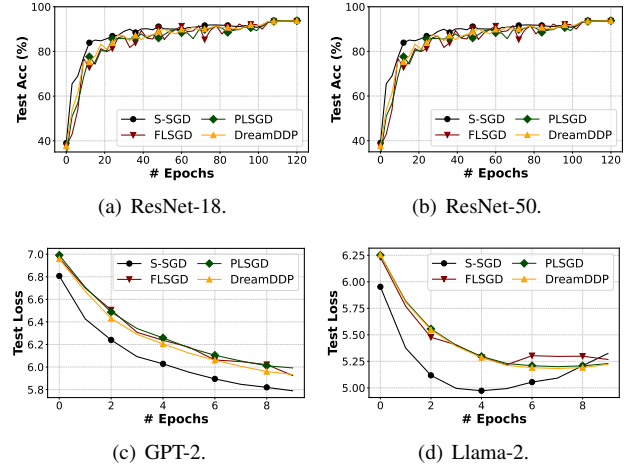 Test Acc (%)
100
80
60
40
S-SGD
FLSGD
PLSGD
DreamDDP
0 20 40 60 80 100 120
# Epochs
(a) ResNet-18.
Test Acc (%)
100
80
60
40
S-SGD
FLSGD
PLSGD
DreamDDP
0 20 40 60 80 100 120
# Epochs
(b) ResNet-50.
Test Loss
7.0
6.8
6.6
6.4
6.2
6.0
5.8
S-SGD
FLSGD
PLSGD
DreamDDP
0 2 4 6 8
# Epochs
(c) GPT-2.
Test Loss
6.25
6.00
5.75
5.50
5.25
5.00
S-SGD
FLSGD
PLSGD
DreamDDP
0 2 4 6 8
# Epochs
(d) Llama-2.